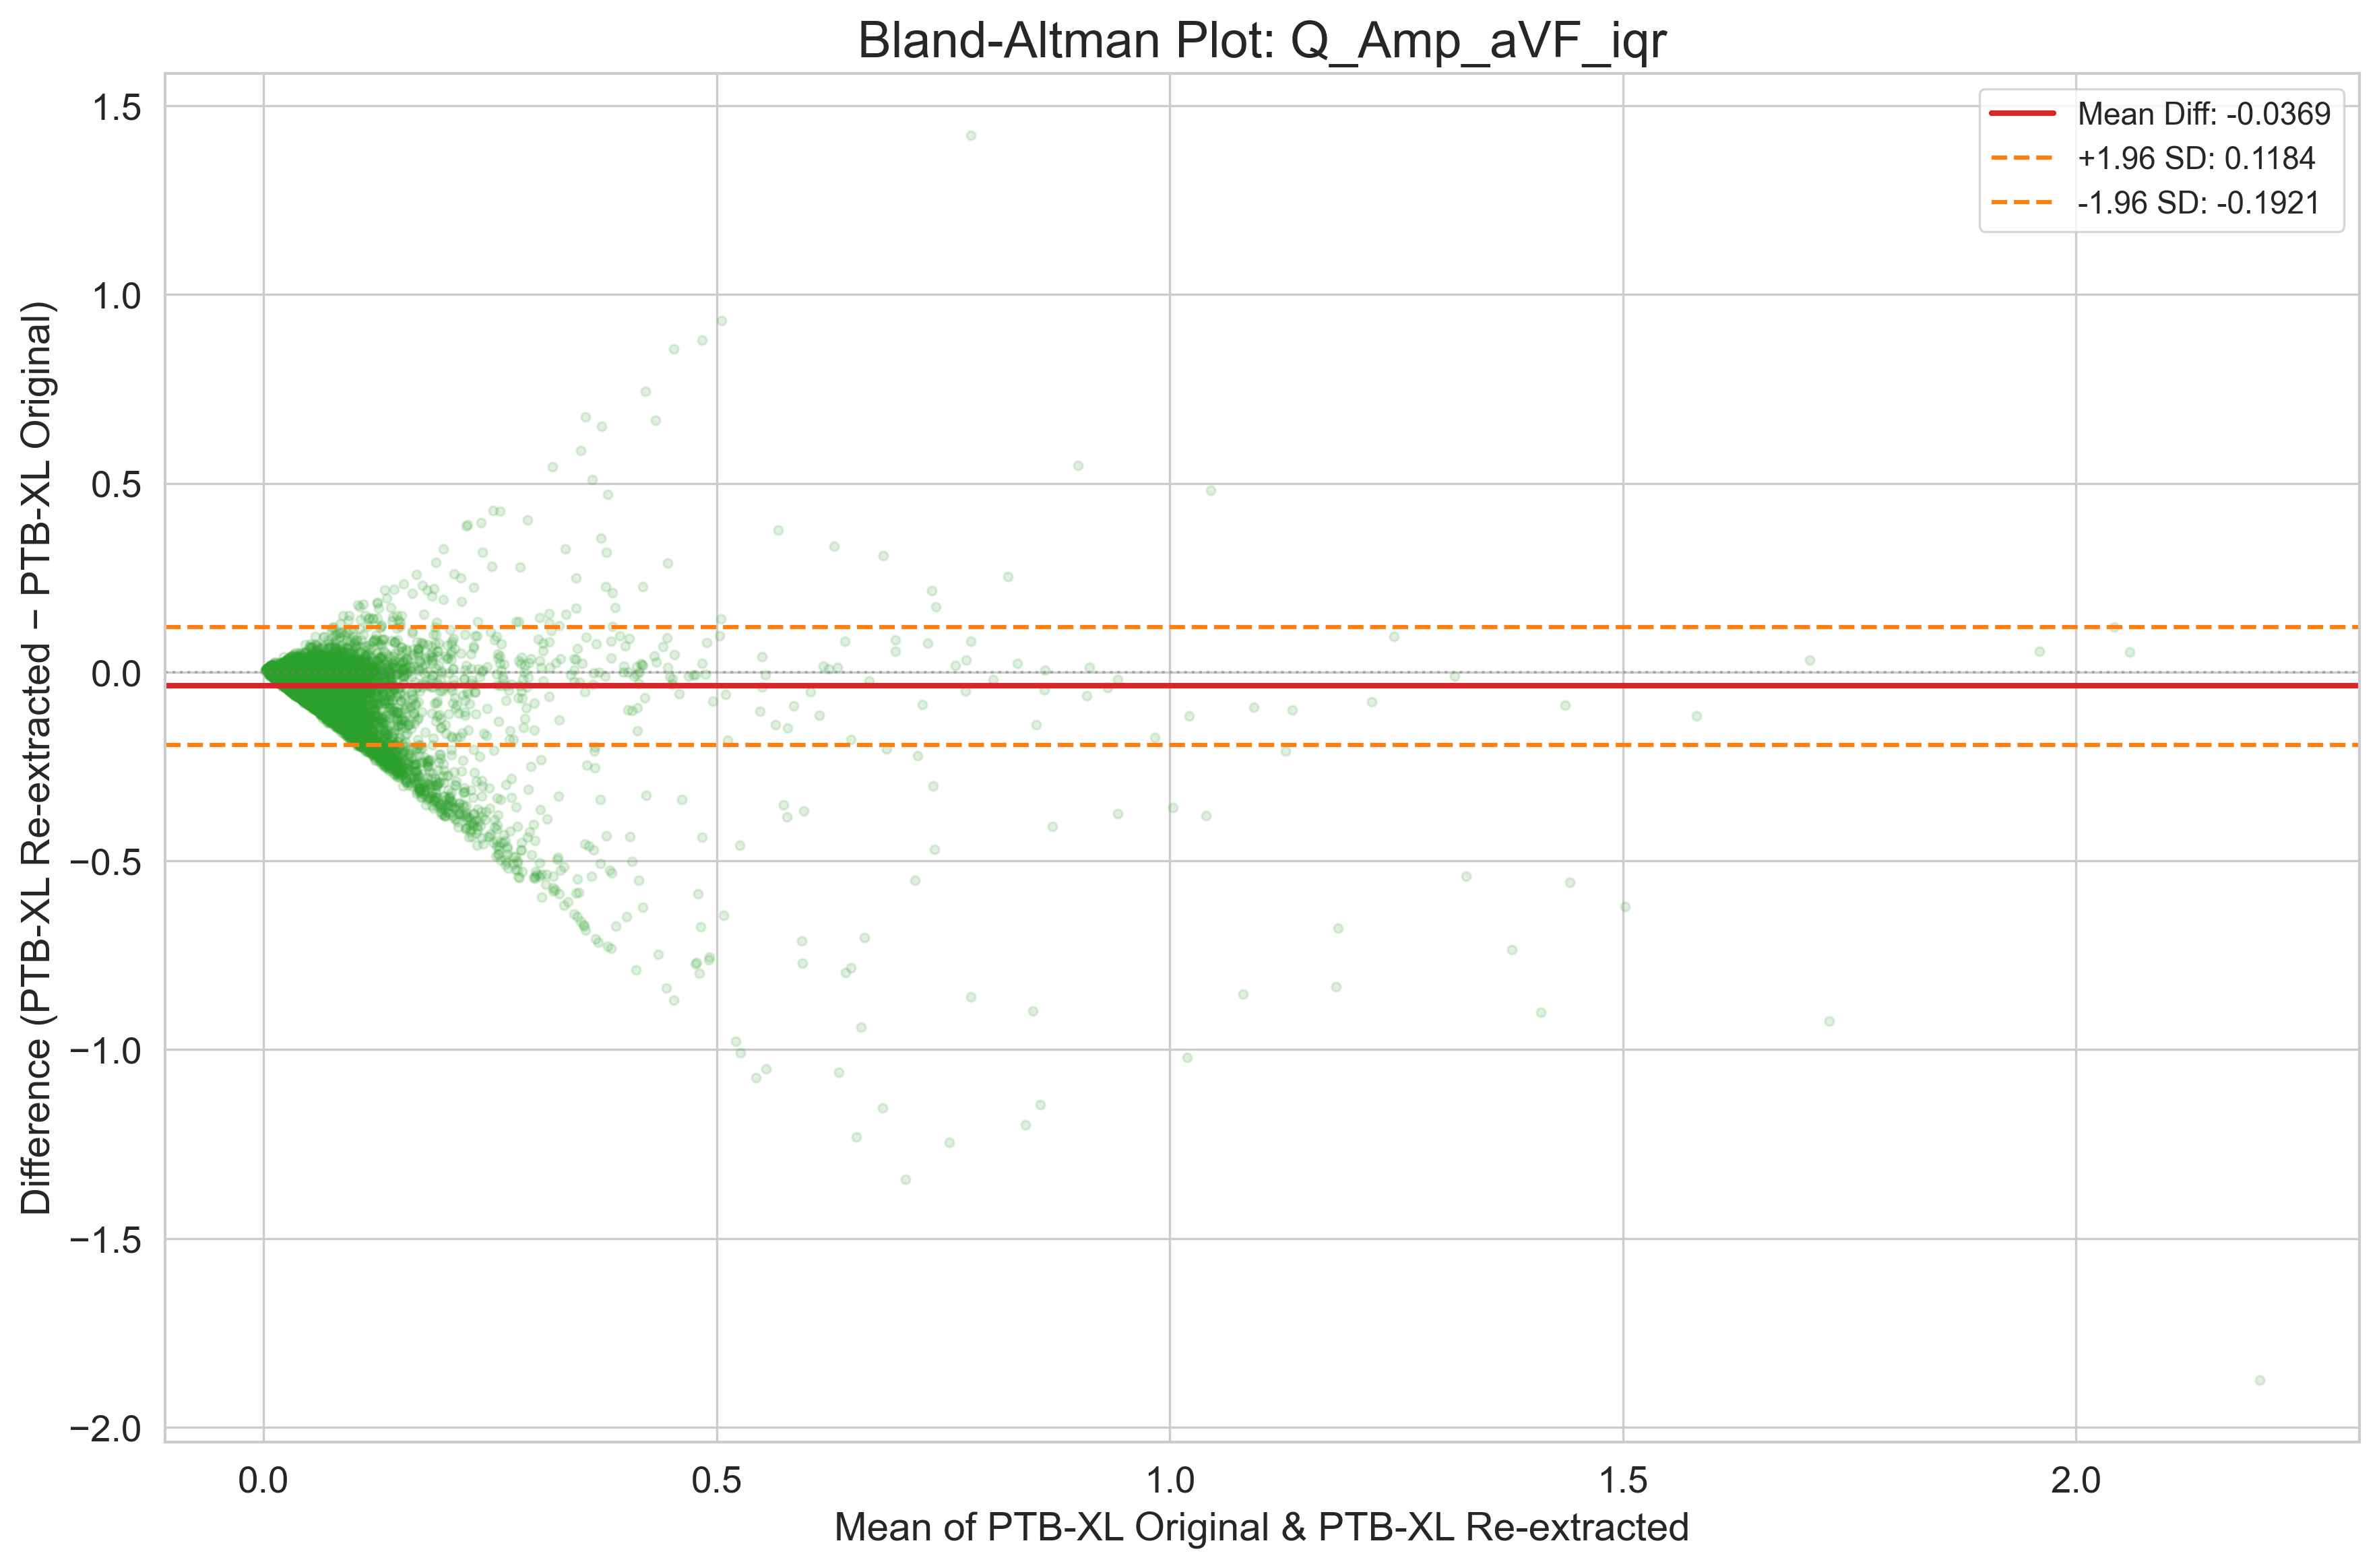 Bland-Altman Plot: Q_Amp_aVF_iqr
Mean Diff: -0.0369
+1.96 SD: 0.1184
-1.96 SD: -0.1921
Difference (PTB-XL Re-extracted − PTB-XL Original)
1.5
1.0
0.5
0.0
−0.5
−1.0
−1.5
−2.0
0.0
0.5
1.0
1.5
2.0
Mean of PTB-XL Original & PTB-XL Re-extracted